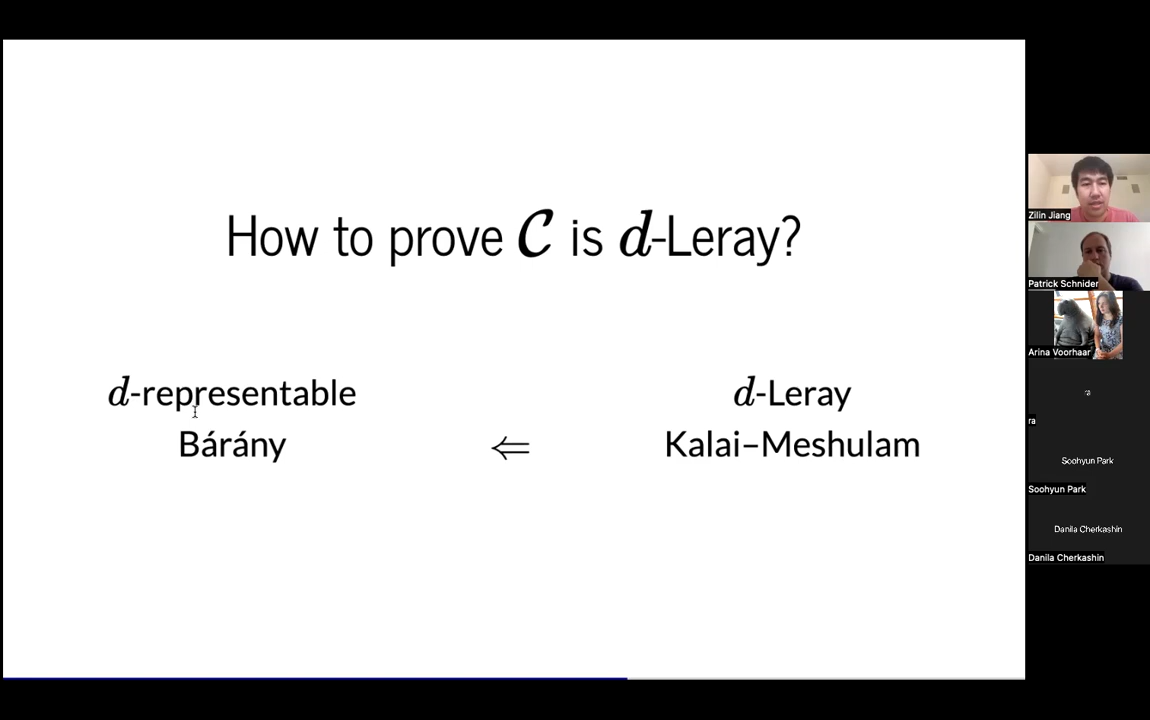 How to prove 𝓒 is d-Leray?
d-representable
d-Leray
Bárány
⟸
Kalai–Meshulam
Zilin Jiang
Patrick Schnider
Arina Voorhaar
ra
Soohyun Park
Soohyun Park
Danila Cherkashin
Danila Cherkashin